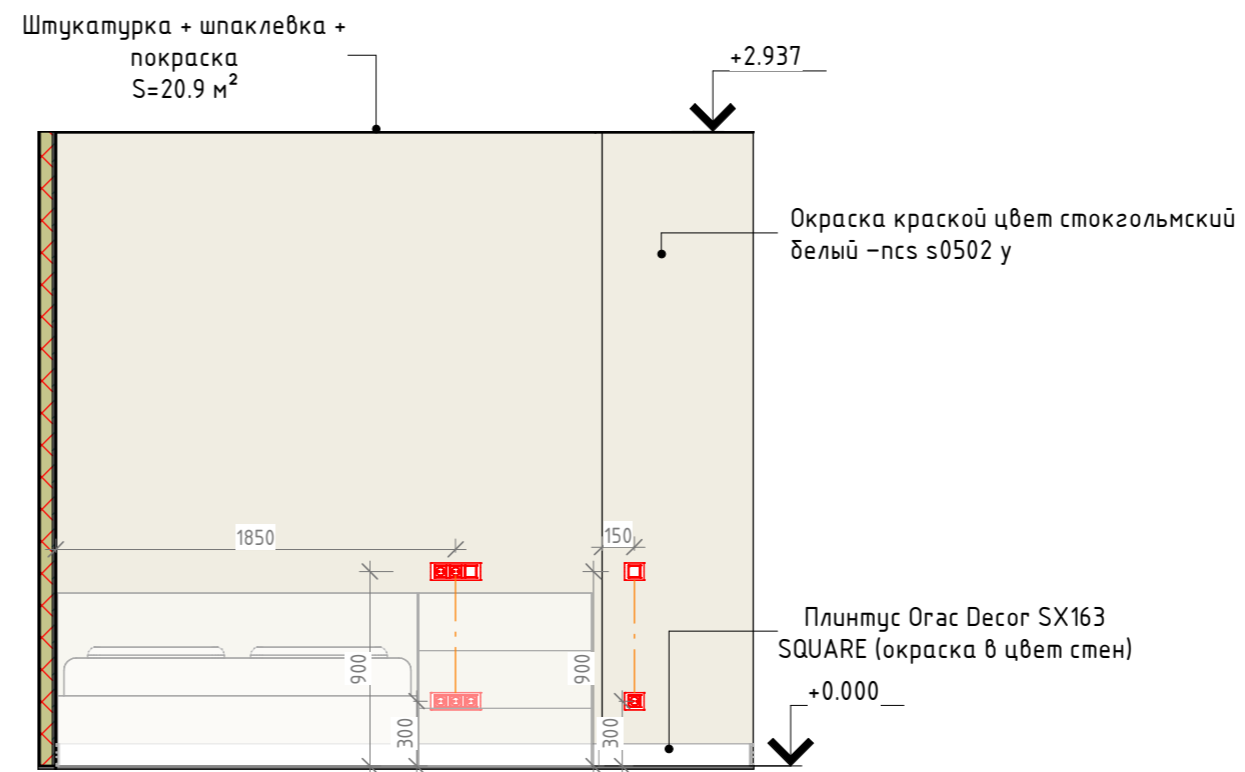 Штукатурка + шпаклевка +
покраска
S=20.9 м²
+2.937
Окраска краской цвет стокгольмский
белый –ncs s0502 y
1850
150
900
900
300
300
Плинтус Orac Decor SX163
SQUARE (окраска в цвет стен)
+0.000